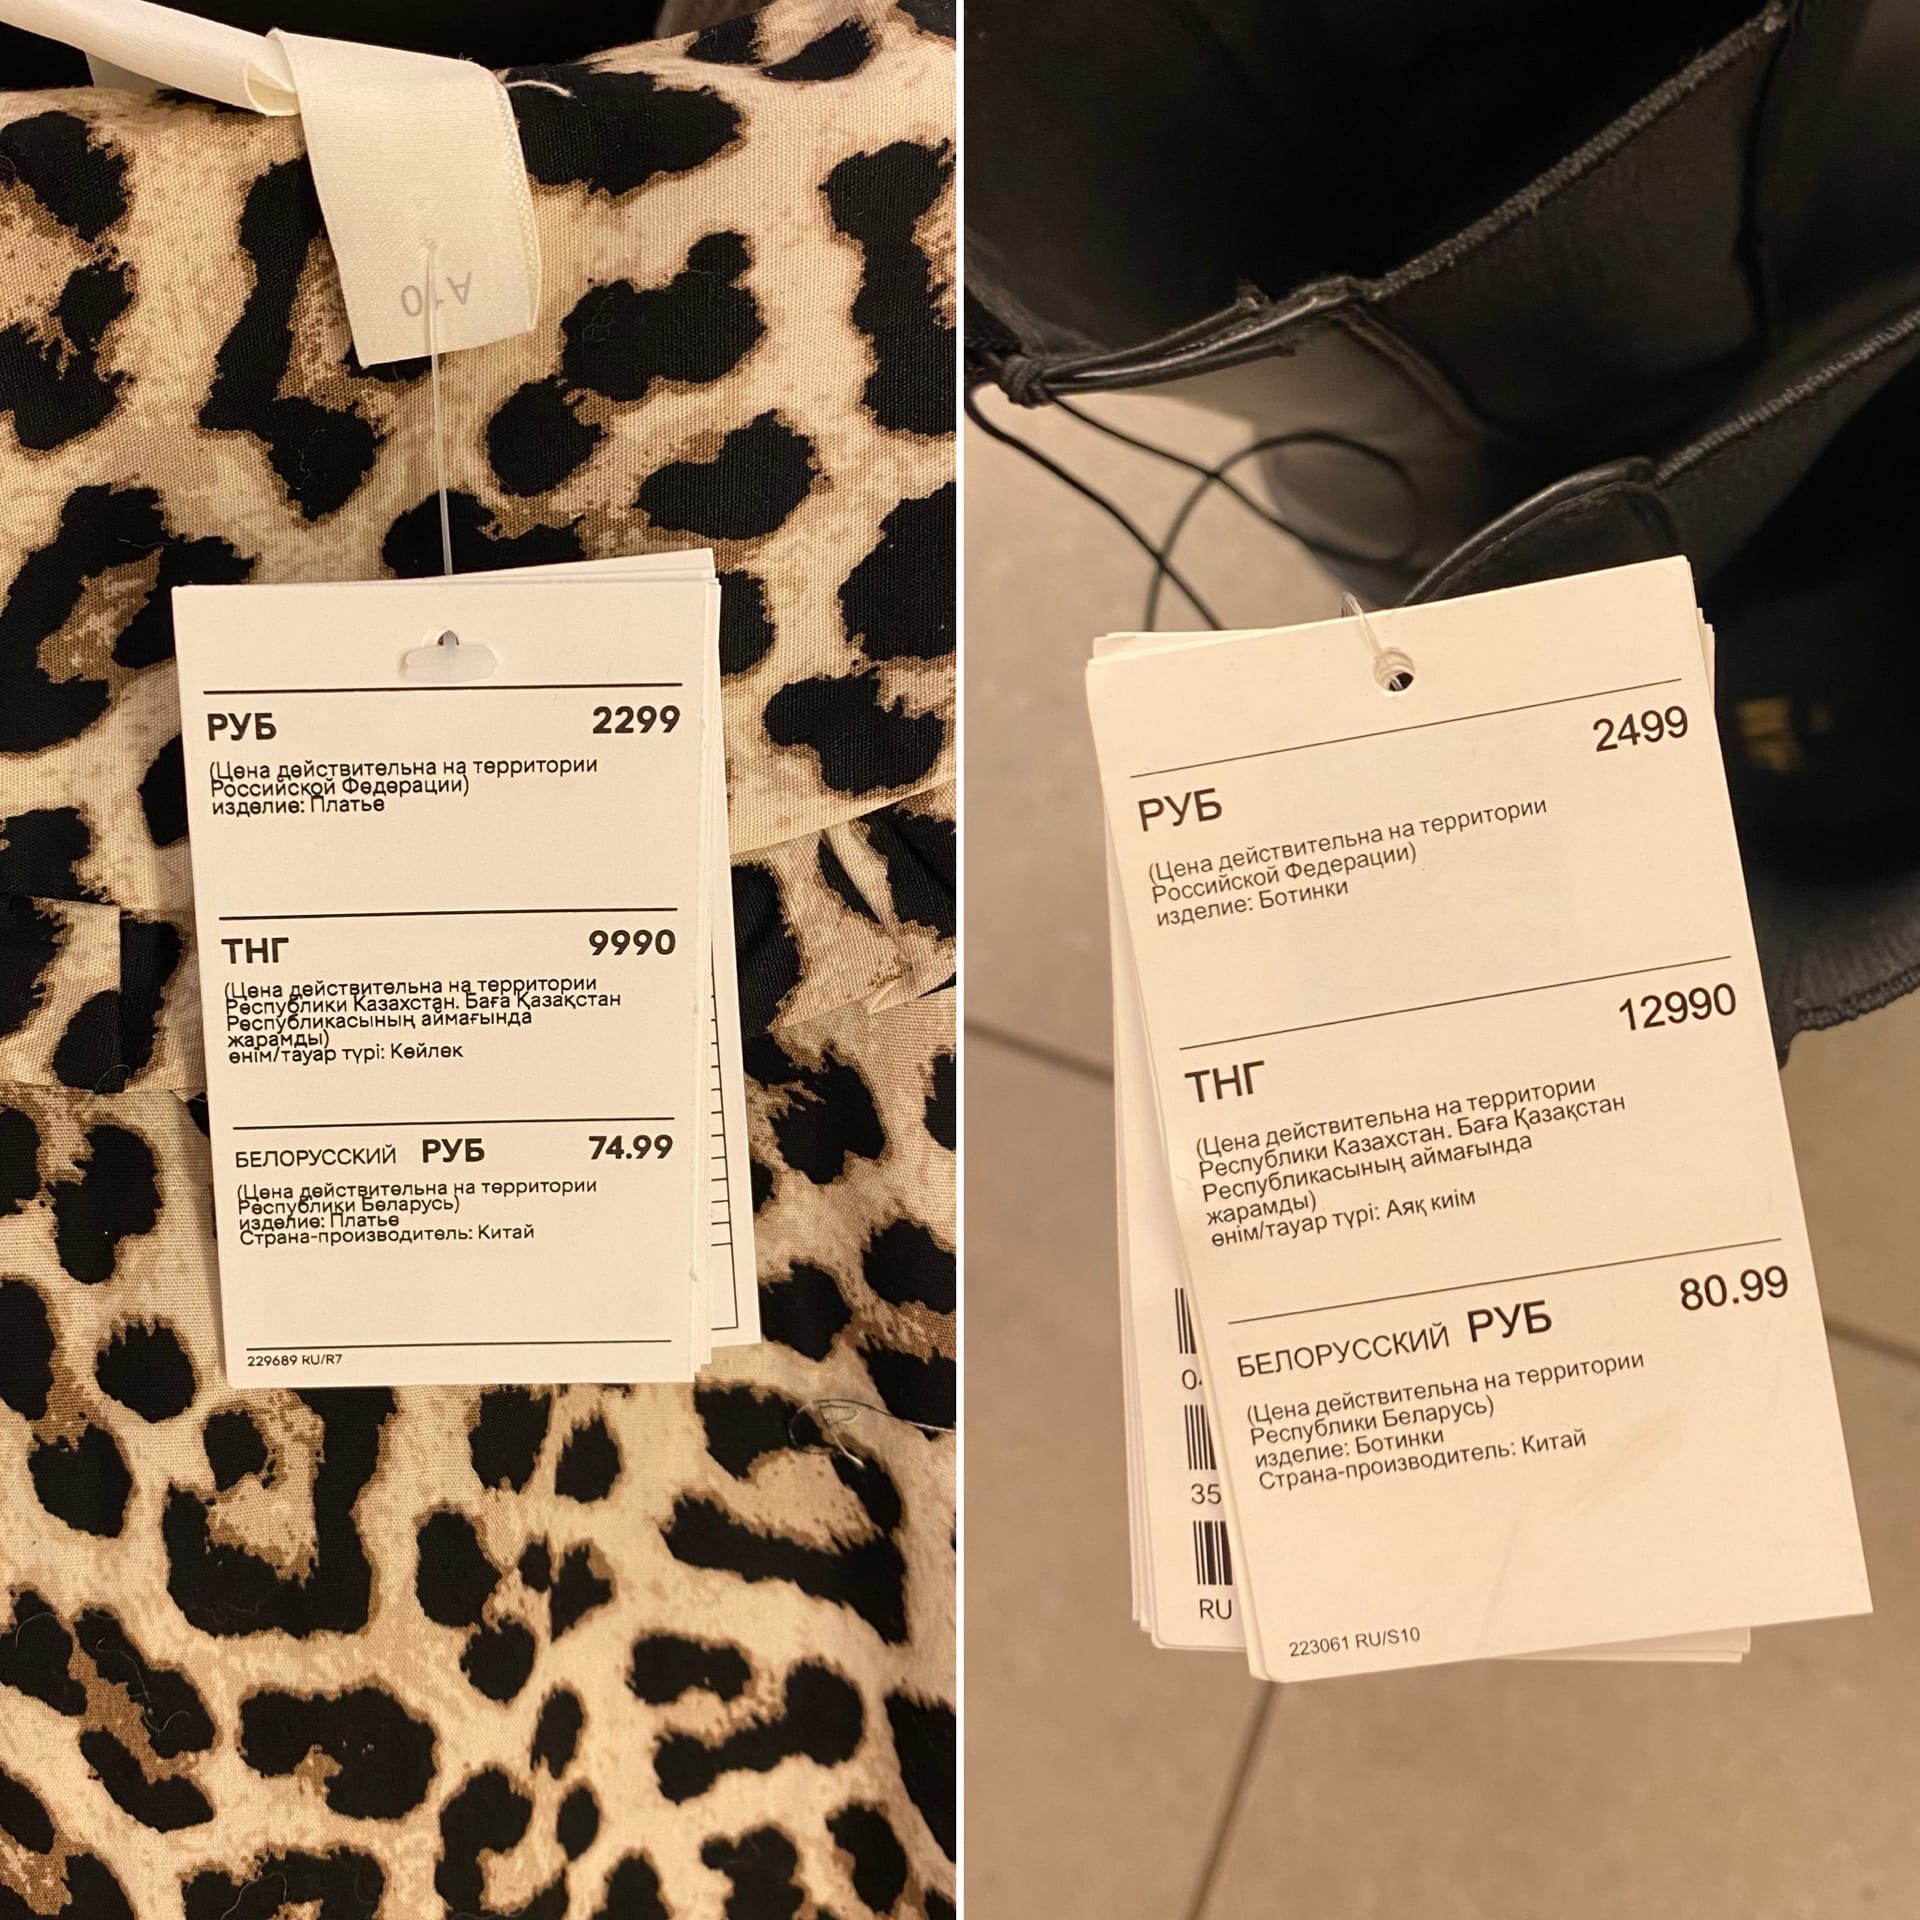 A10
РУБ 2299
(Цена действительна на территории
Российской Федерации)
изделие: Платье
ТНГ 9990
(Цена действительна на территории
Республики Казахстан. Баға Қазақстан
Республикасының аймағында
жарамды)
өнім/тауар түрі: Көйлек
БЕЛОРУССКИЙ РУБ 74.99
(Цена действительна на территории
Республики Беларусь)
изделие: Платье
Страна-производитель: Китай
229689 RU/R7
2499
РУБ
(Цена действительна на территории
Российской Федерации)
изделие: Ботинки
12990
ТНГ
(Цена действительна на территории
Республики Казахстан. Баға Қазақстан
Республикасының аймағында
жарамды)
өнім/тауар түрі: Аяқ киім
БЕЛОРУССКИЙ РУБ 80.99
(Цена действительна на территории
Республики Беларусь)
изделие: Ботинки
Страна-производитель: Китай
223061 RU/S10
35
RU